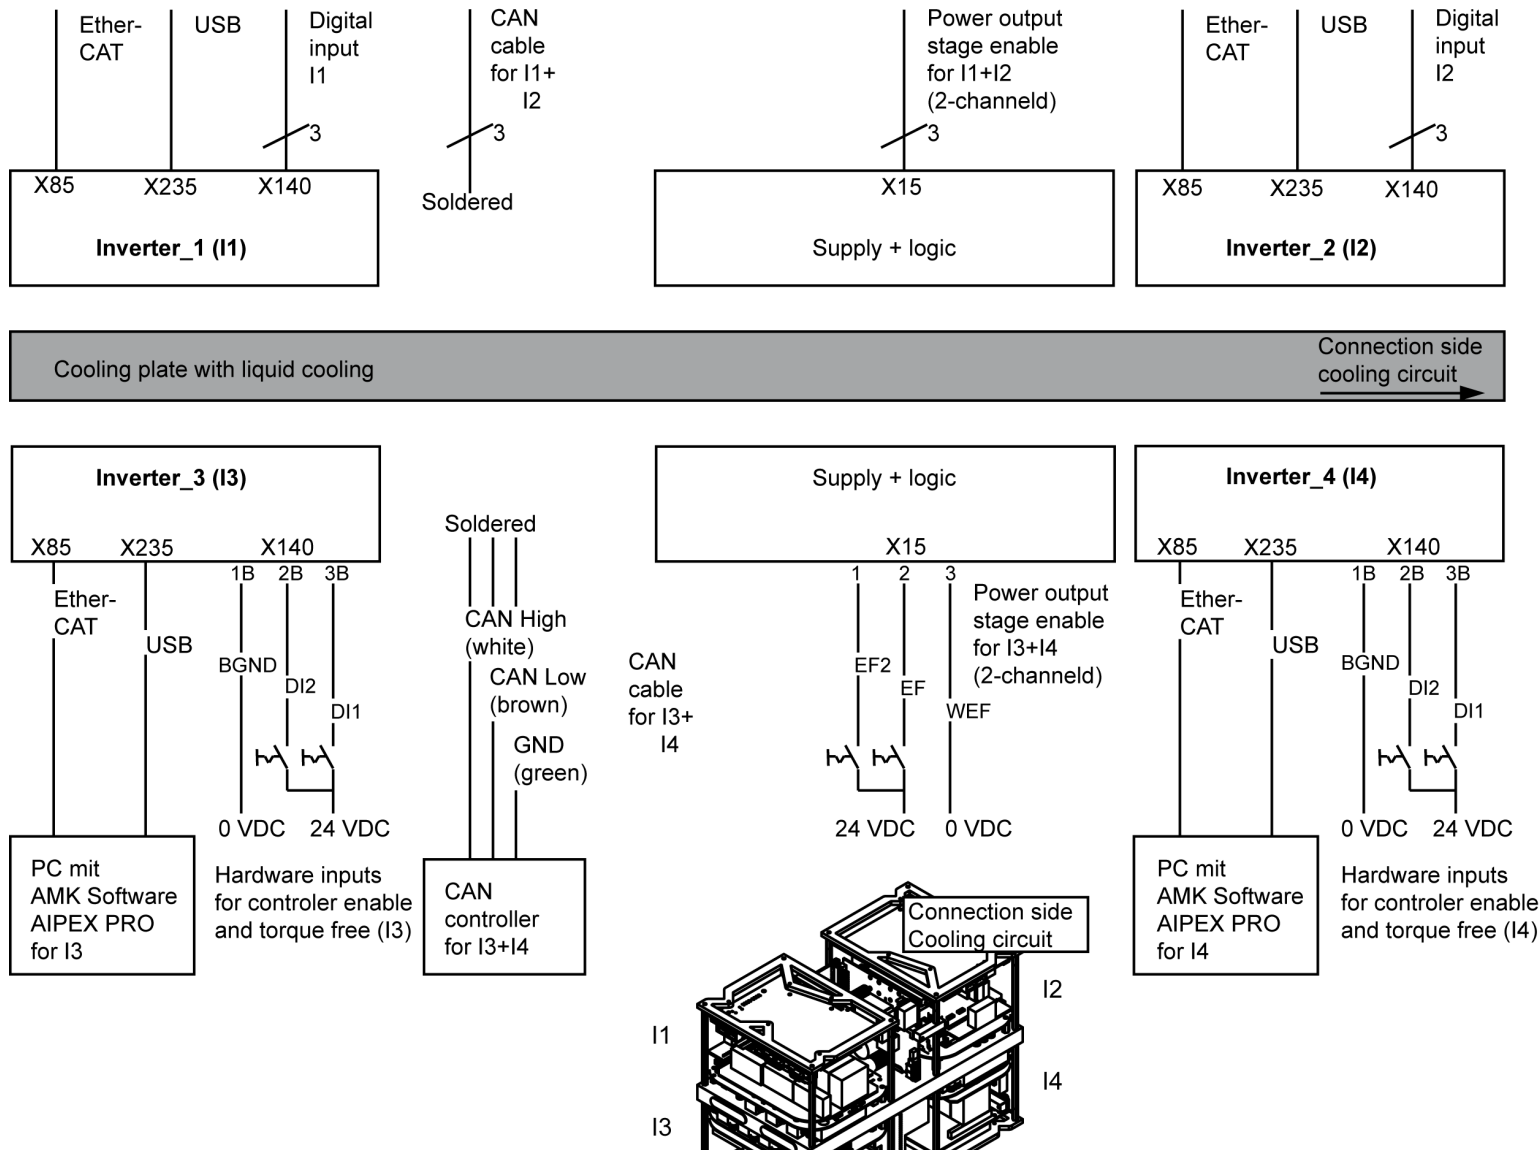 Ether-
CAT
USB
Digital
input
I1
3
CAN
cable
for I1+
I2
3
Soldered
Power output
stage enable
for I1+I2
(2-channeld)
3
Ether-
CAT
USB
Digital
input
I2
3
X85
X235
X140
Inverter_1 (I1)
X15
Supply + logic
X85
X235
X140
Inverter_2 (I2)
Cooling plate with liquid cooling
Connection side
cooling circuit
Inverter_3 (I3)
X85
X235
X140
Soldered
Supply + logic
X15
Inverter_4 (I4)
X85
X235
X140
Ether-
CAT
USB
1B
2B
3B
BGND
DI2
DI1
0 VDC
24 VDC
CAN High
(white)
CAN Low
(brown)
GND
(green)
CAN
cable
for I3+
I4
1
2
3
EF2
EF
WEF
24 VDC
0 VDC
Power output
stage enable
for I3+I4
(2-channeld)
Ether-
CAT
USB
1B
2B
3B
BGND
DI2
DI1
0 VDC
24 VDC
PC mit
AMK Software
AIPEX PRO
for I3
Hardware inputs
for controler enable
and torque free (I3)
CAN
controller
for I3+I4
PC mit
AMK Software
AIPEX PRO
for I4
Hardware inputs
for controler enable
and torque free (I4)
Connection side
Cooling circuit
I2
I1
I4
I3